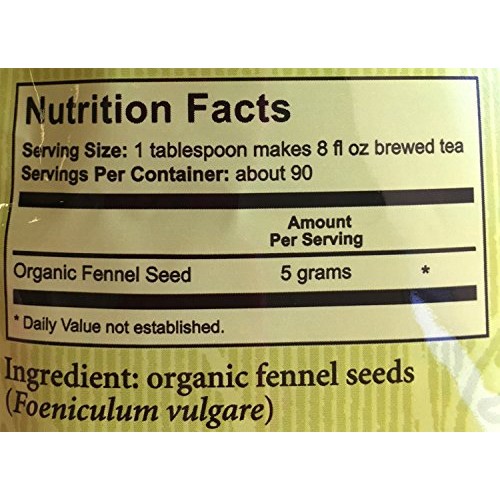 Nutrition Facts
Serving Size: 1 tablespoon makes 8 fl oz brewed tea
Servings Per Container: about 90
Amount
Per Serving
Organic Fennel Seed 5 grams *
* Daily Value not established.
Ingredient: organic fennel seeds
(Foeniculum vulgare)